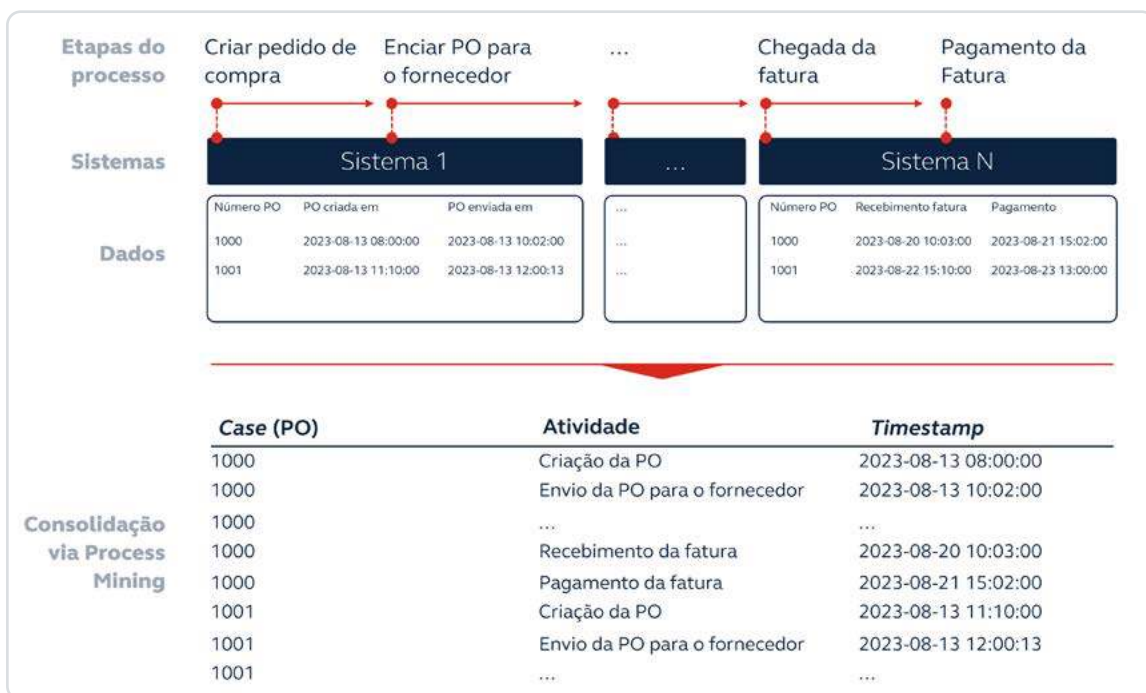 Etapas do
processo
Criar pedido de
compra
Enciar PO para
o fornecedor
...
Chegada da
fatura
Pagamento da
Fatura
Sistemas
Sistema 1
...
Sistema N
Dados
Número PO PO criada em PO enviada em
1000 2023-08-13 08:00:00 2023-08-13 10:02:00
1001 2023-08-13 11:10:00 2023-08-13 12:00:13
...
...
...
Número PO Recebimento fatura Pagamento
1000 2023-08-20 10:03:00 2023-08-21 15:02:00
1001 2023-08-22 15:10:00 2023-08-23 13:00:00
Consolidação
via Process
Mining
Case (PO) Atividade Timestamp
1000 Criação da PO 2023-08-13 08:00:00
1000 Envio da PO para o fornecedor 2023-08-13 10:02:00
1000 ... ...
1000 Recebimento da fatura 2023-08-20 10:03:00
1000 Pagamento da fatura 2023-08-21 15:02:00
1001 Criação da PO 2023-08-13 11:10:00
1001 Envio da PO para o fornecedor 2023-08-13 12:00:13
1001 ... ...